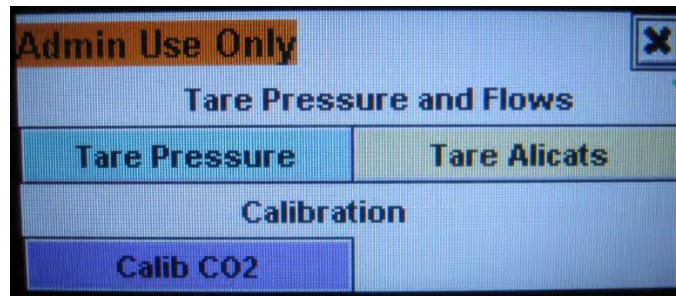 Admin Use Only
Tare Pressure and Flows
Tare Pressure Tare Alicats
Calibration
Calib CO2